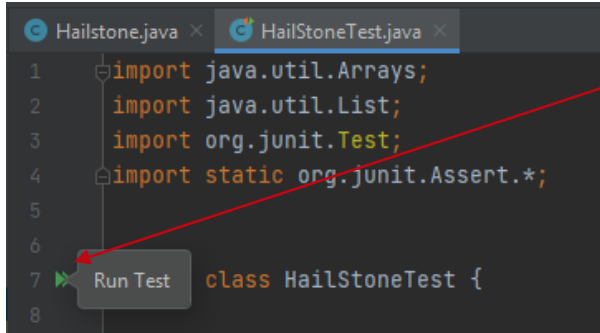 Hailstone.java HailStoneTest.java
1 import java.util.Arrays;
2 import java.util.List;
3 import org.junit.Test;
4 import static org.junit.Assert.*;
5
6
7 Run Test class HailStoneTest {
8